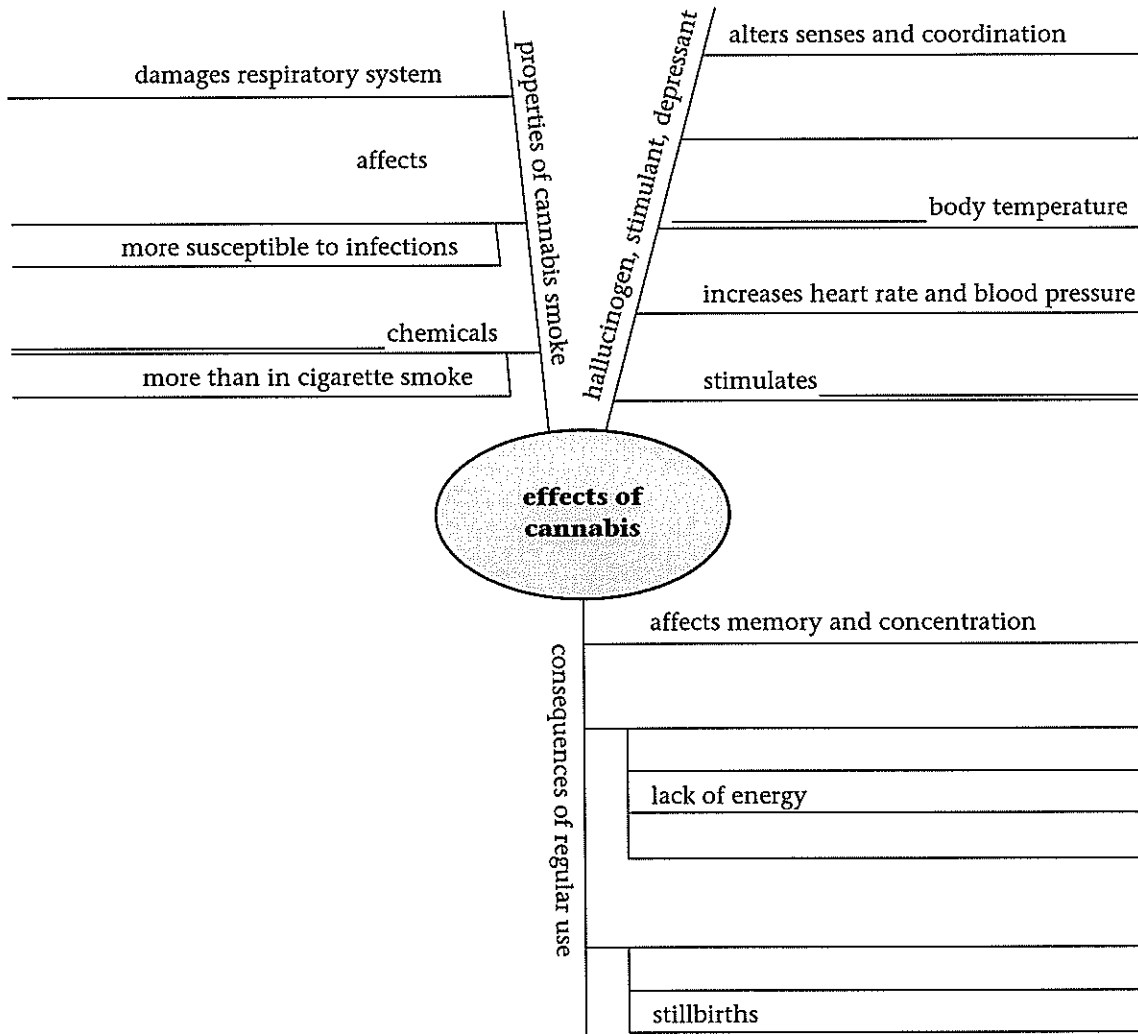 damages respiratory system
affects
more susceptible to infections
chemicals
more than in cigarette smoke
properties of cannabis smoke
hallucinogen, stimulant, depressant
alters senses and coordination
body temperature
increases heart rate and blood pressure
stimulates
effects of
cannabis
consequences of regular use
affects memory and concentration
lack of energy
stillbirths